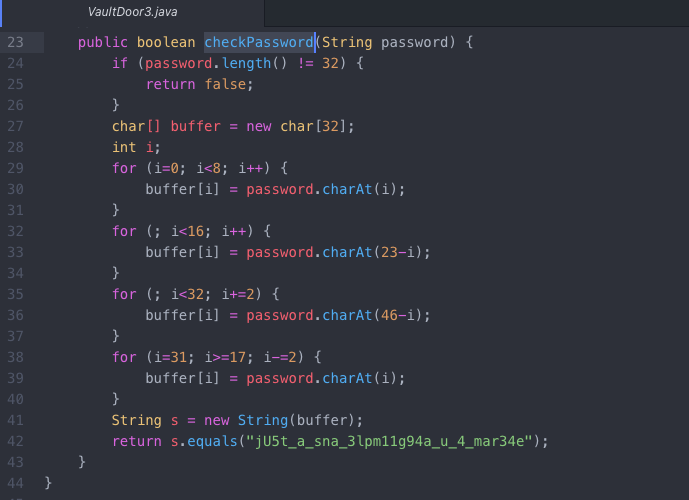 VaultDoor3.java
23 public boolean checkPassword(String password) {
24 if (password.length() != 32) {
25 return false;
26 }
27 char[] buffer = new char[32];
28 int i;
29 for (i=0; i<8; i++) {
30 buffer[i] = password.charAt(i);
31 }
32 for (; i<16; i++) {
33 buffer[i] = password.charAt(23-i);
34 }
35 for (; i<32; i+=2) {
36 buffer[i] = password.charAt(46-i);
37 }
38 for (i=31; i>=17; i-=2) {
39 buffer[i] = password.charAt(i);
40 }
41 String s = new String(buffer);
42 return s.equals("jU5t_a_sna_3lpm11g94a_u_4_mar34e");
43 }
44 }